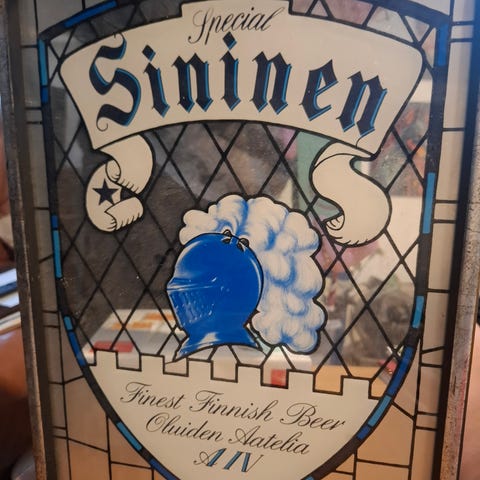 Special
Sininen
Finest Finnish Beer
Oluiden Aatelia
A IV